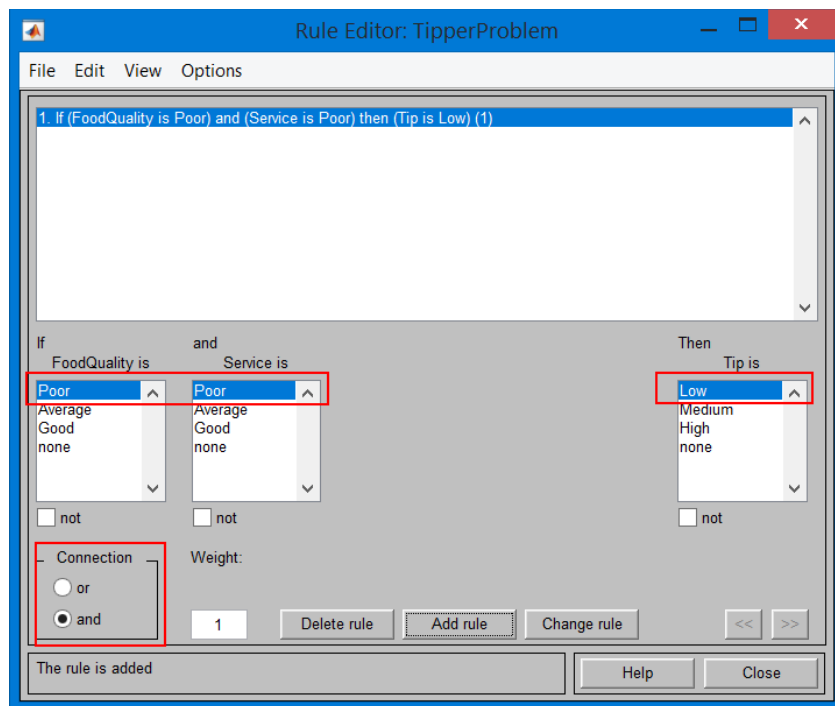 Rule Editor: TipperProblem
File Edit View Options
1. If (FoodQuality is Poor) and (Service is Poor) then (Tip is Low) (1)
If and Then
FoodQuality is Service is Tip is
Poor Poor Low
Average Average Medium
Good Good High
none none none
not not not
Connection Weight:
or
and 1 Delete rule Add rule Change rule << >>
The rule is added Help Close